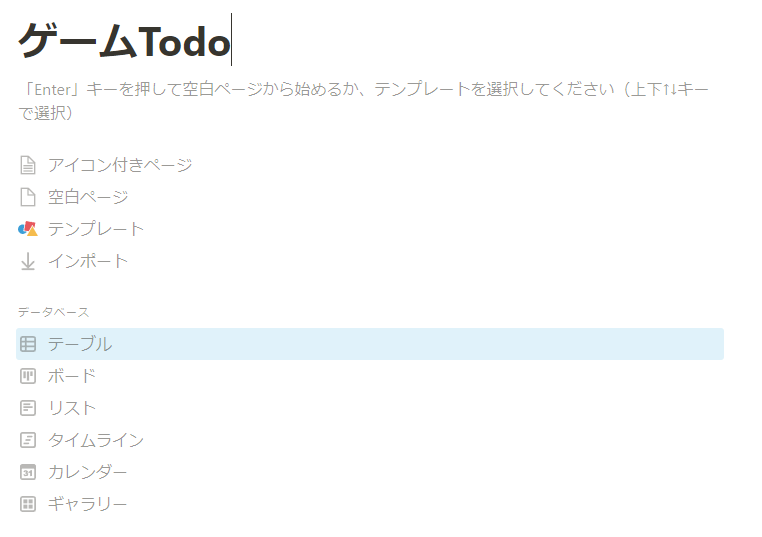 ゲームTodo
「Enter」キーを押して空白ページから始めるか、テンプレートを選択してください（上下↑↓キー
で選択）
アイコン付きページ
空白ページ
テンプレート
インポート
データベース
テーブル
ボード
リスト
タイムライン
31 カレンダー
ギャラリー